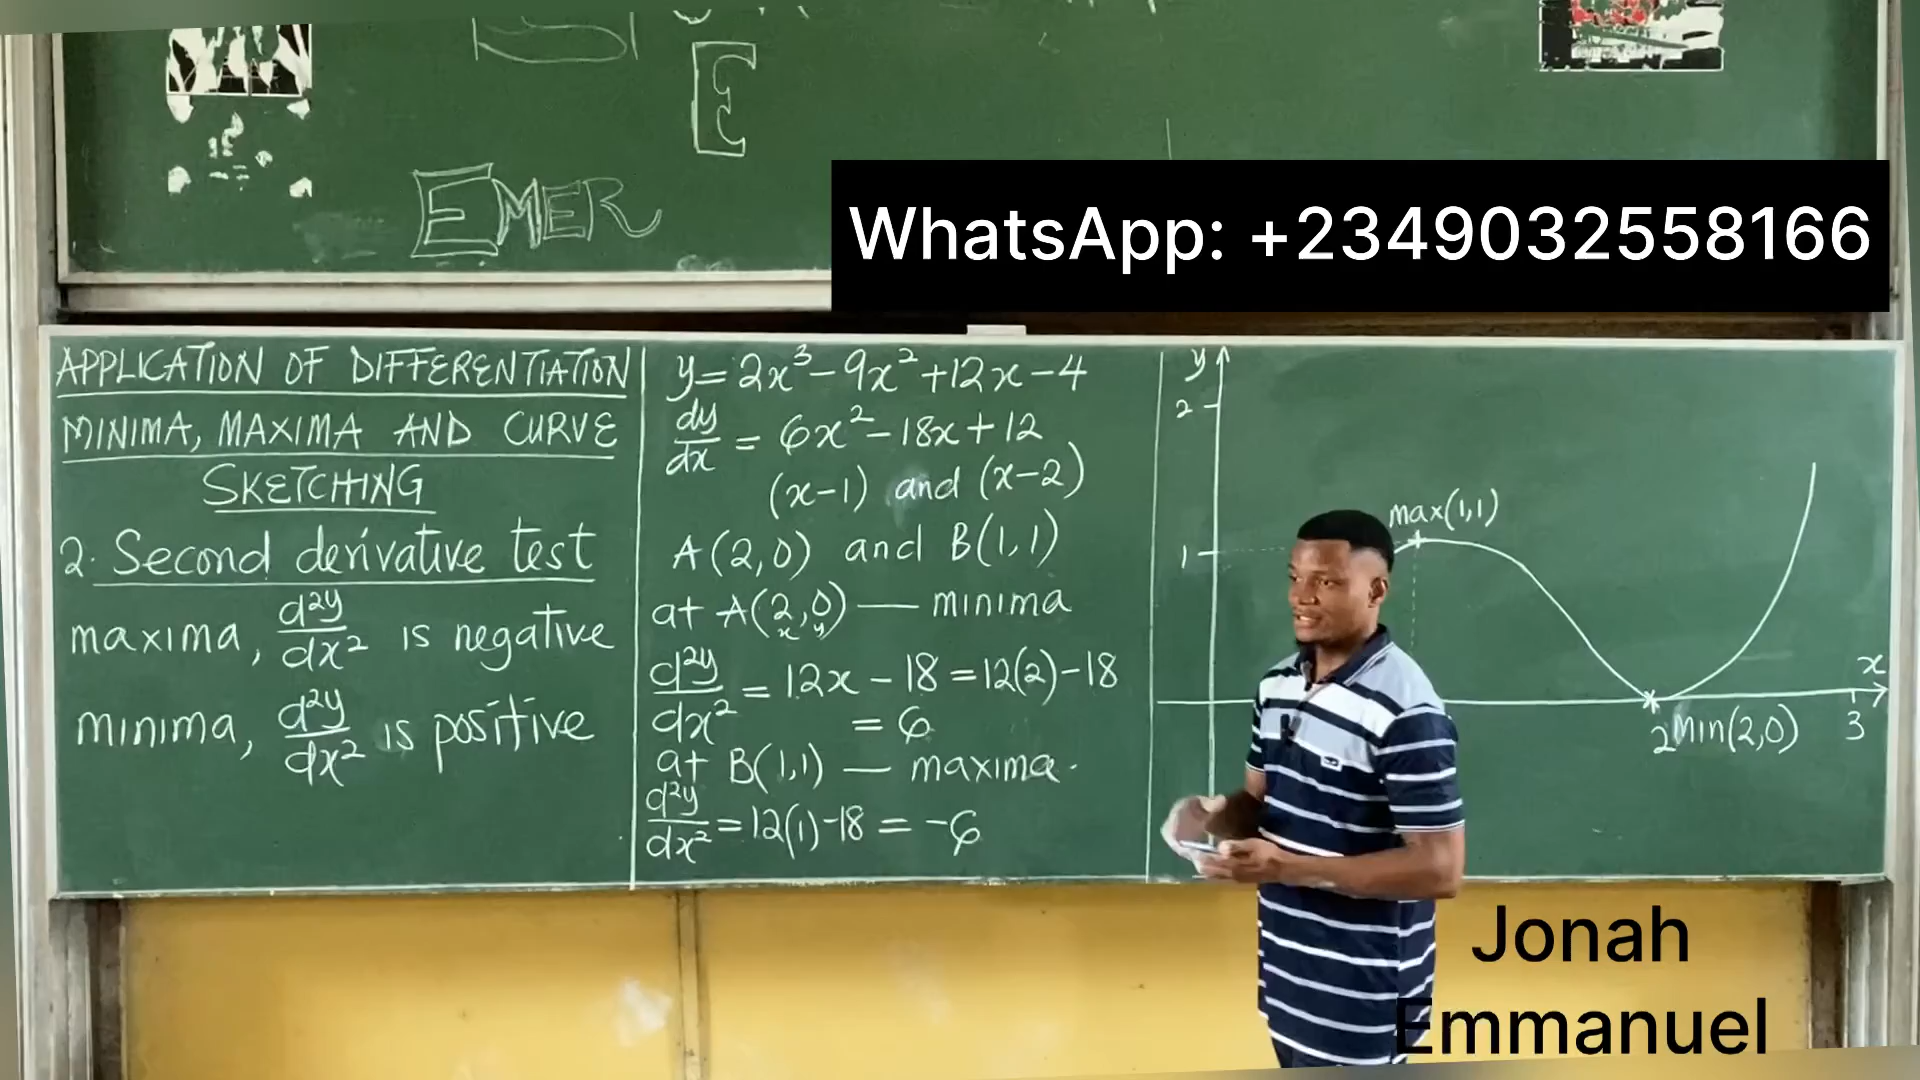 E
EMER
WhatsApp: +2349032558166
APPLICATION OF DIFFERENTIATION
MINIMA, MAXIMA AND CURVE
SKETCHING
2. Second derivative test
maxima, d²y/dx² is negative
minima, d²y/dx² is positive
y = 2x³ - 9x² + 12x - 4
dy/dx = 6x² - 18x + 12
(x-1) and (x-2)
A(2,0) and B(1,1)
at A(2,0) — minima
x y
d²y/dx² = 12x - 18 = 12(2) - 18
= 6
at B(1,1) — maxima.
d²y/dx² = 12(1) - 18 = -6
y
2
max(1,1)
1
x
2 Min(2,0) 3
Jonah
Emmanuel